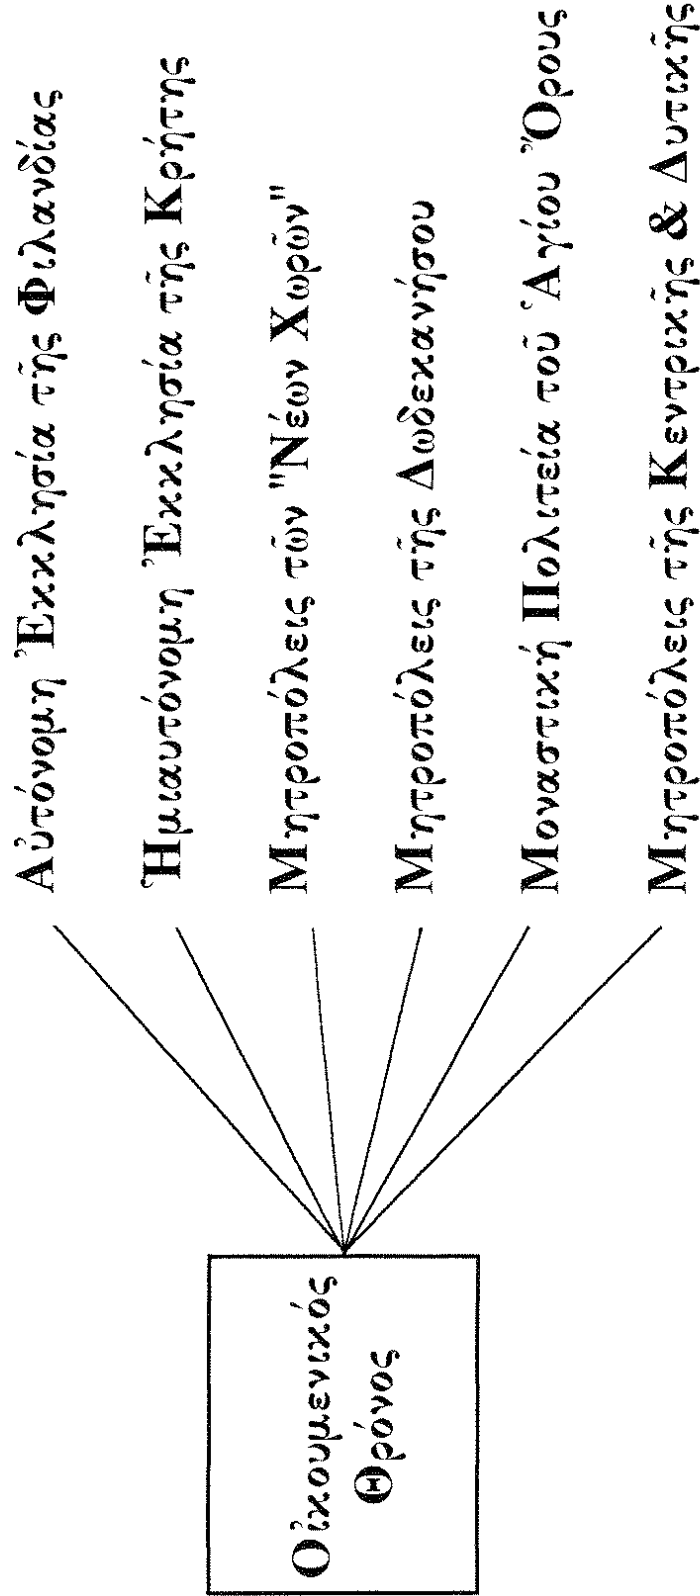 Οἰκουμενικός
Θρόνος
Αὐτόνομη Ἐκκλησία τῆς Φιλανδίας
Ἡμιαυτόνομη Ἐκκλησία τῆς Κρήτης
Μητροπόλεις τῶν "Νέων Χωρῶν"
Μητροπόλεις τῆς Δωδεκανήσου
Μοναστική Πολιτεία τοῦ Ἁγίου Ὄρους
Μητροπόλεις τῆς Κεντρικῆς & Δυτικῆς